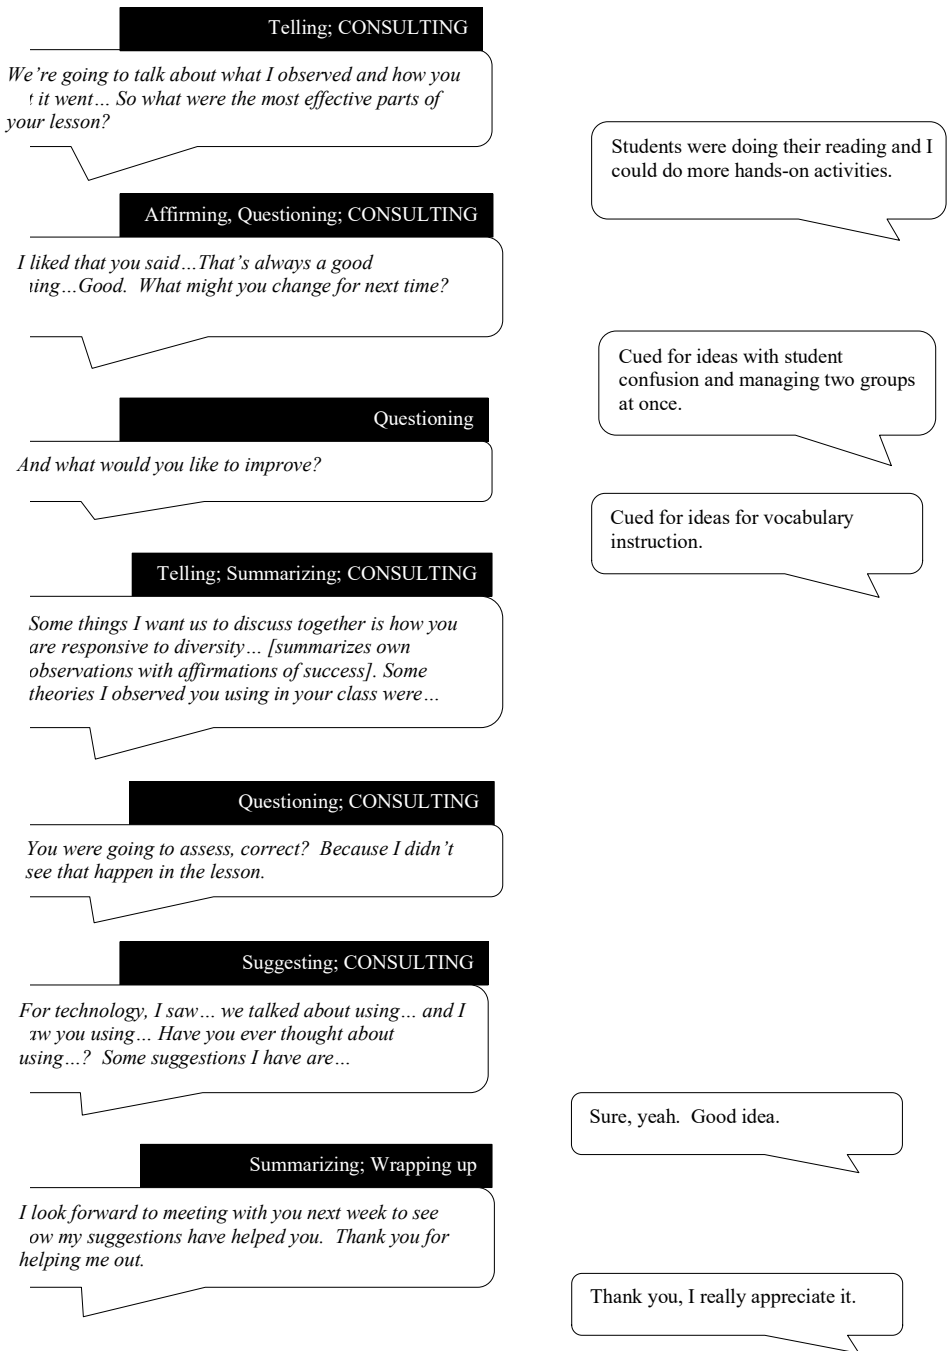 Telling; CONSULTING
We're going to talk about what I observed and how you
t it went… So what were the most effective parts of
your lesson?
Students were doing their reading and I
could do more hands-on activities.
Affirming, Questioning; CONSULTING
I liked that you said…That's always a good
ing…Good.  What might you change for next time?
Cued for ideas with student
confusion and managing two groups
at once.
Questioning
And what would you like to improve?
Cued for ideas for vocabulary
instruction.
Telling; Summarizing; CONSULTING
Some things I want us to discuss together is how you
are responsive to diversity… [summarizes own
observations with affirmations of success]. Some
theories I observed you using in your class were…
Questioning; CONSULTING
You were going to assess, correct?  Because I didn't
see that happen in the lesson.
Suggesting; CONSULTING
For technology, I saw… we talked about using… and I
aw you using… Have you ever thought about
using…?  Some suggestions I have are…
Sure, yeah.  Good idea.
Summarizing; Wrapping up
I look forward to meeting with you next week to see
ow my suggestions have helped you.  Thank you for
helping me out.
Thank you, I really appreciate it.